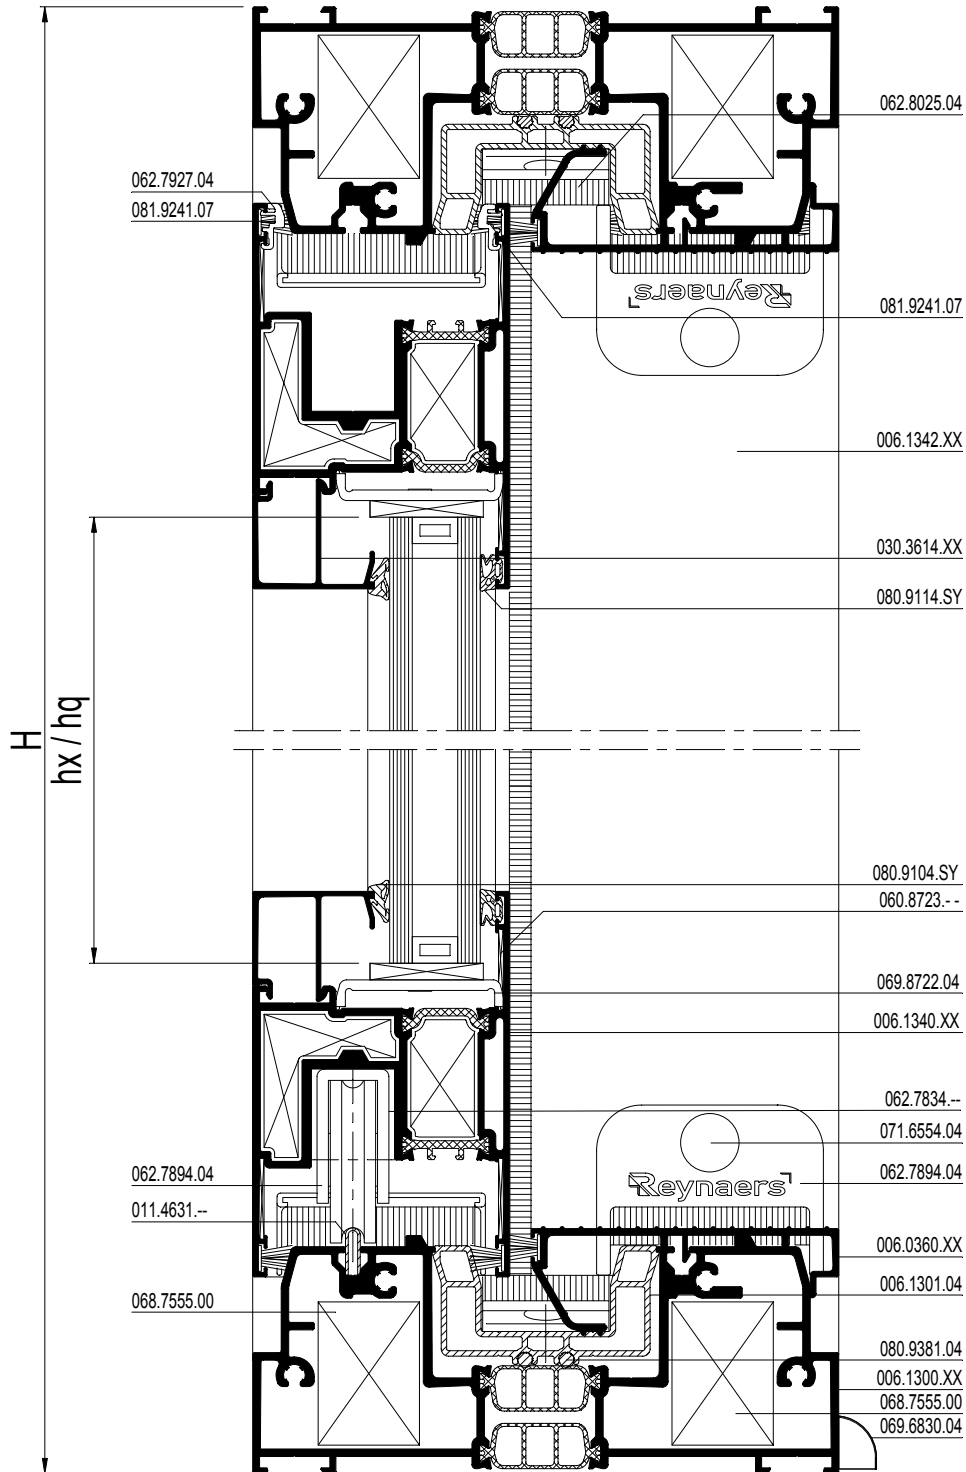 062.8025.04
062.7927.04
081.9241.07
Reynaers
081.9241.07
006.1342.XX
030.3614.XX
080.9114.SY
H
hx / hq
080.9104.SY
060.8723.- -
069.8722.04
006.1340.XX
062.7834.--
071.6554.04
062.7894.04
062.7894.04
Reynaers
011.4631.--
006.0360.XX
006.1301.04
068.7555.00
080.9381.04
006.1300.XX
068.7555.00
069.6830.04